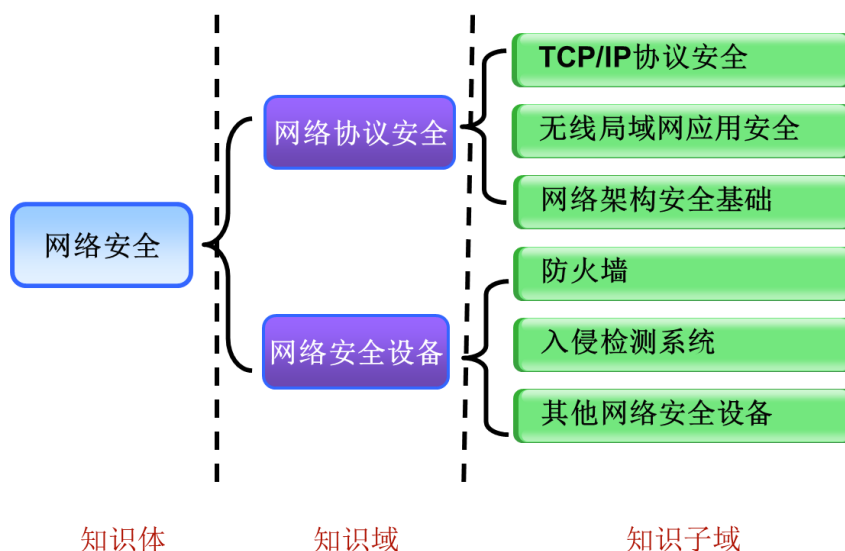 TCP/IP协议安全
网络协议安全
无线局域网应用安全
网络架构安全基础
网络安全
防火墙
网络安全设备
入侵检测系统
其他网络安全设备
知识体
知识域
知识子域